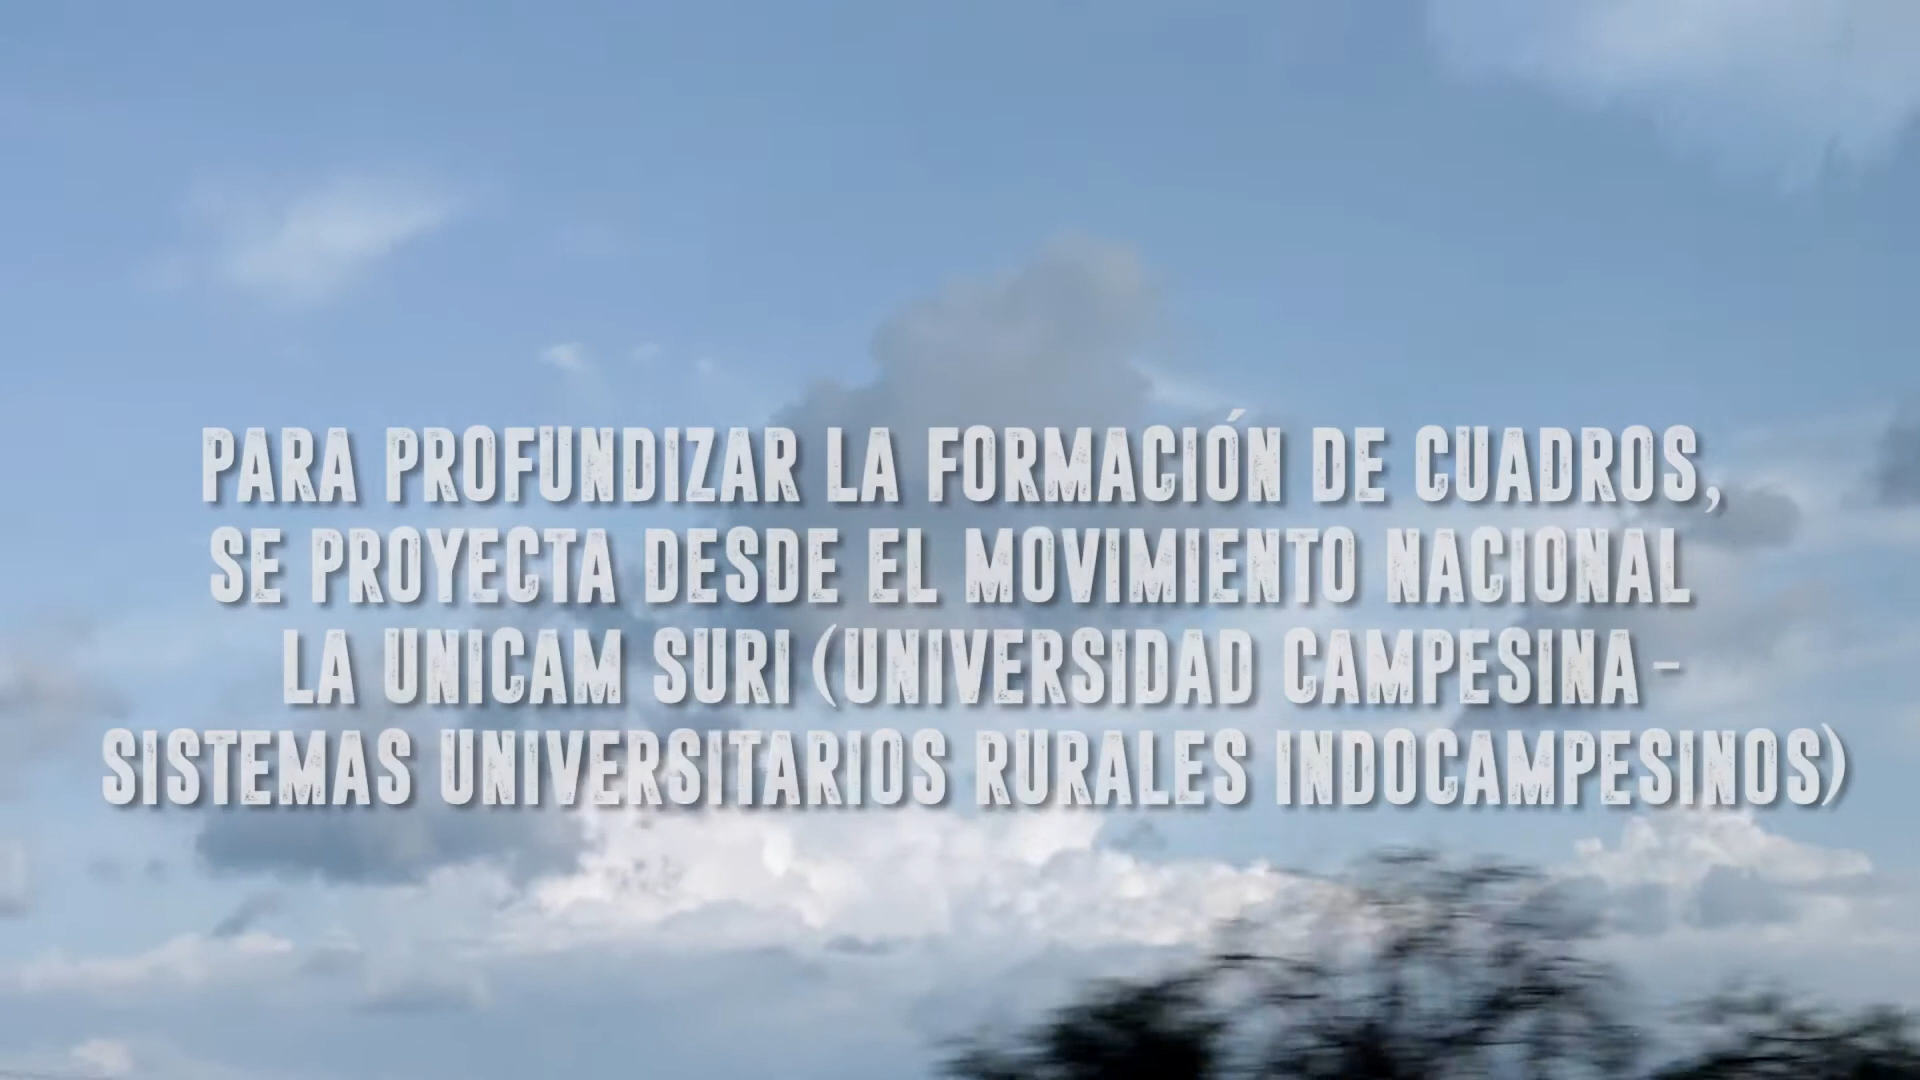 PARA PROFUNDIZAR LA FORMACIÓN DE CUADROS,
SE PROYECTA DESDE EL MOVIMIENTO NACIONAL
LA UNICAM SURI (UNIVERSIDAD CAMPESINA -
SISTEMAS UNIVERSITARIOS RURALES INDOCAMPESINOS)